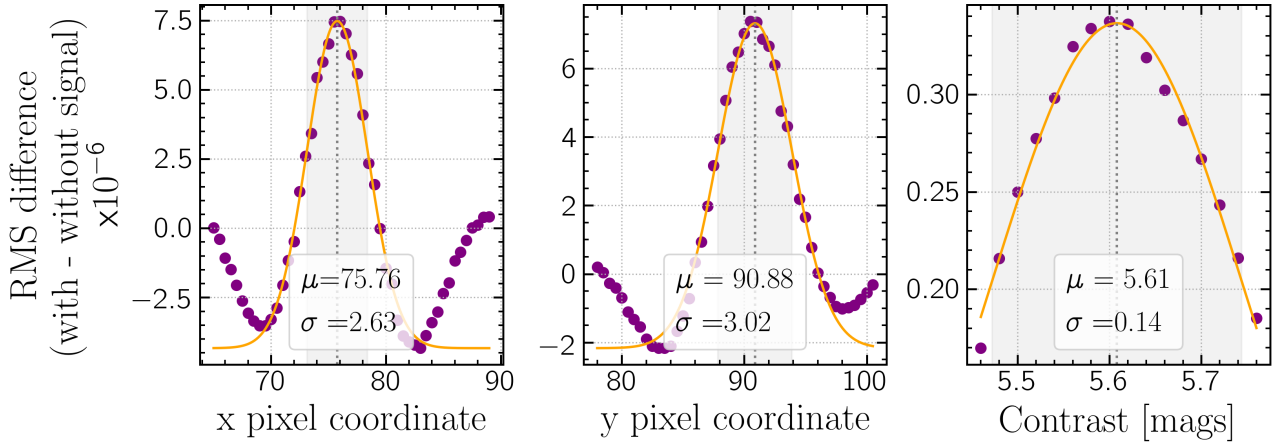 RMS difference
(with - without signal)
x10⁻⁶
7.5
5.0
2.5
0.0
−2.5
μ=75.76
σ =2.63
70 80 90
x pixel coordinate
6
4
2
0
−2
μ = 90.88
σ =3.02
80 90 100
y pixel coordinate
0.30
0.25
0.20
μ = 5.61
σ =0.14
5.5 5.6 5.7
Contrast [mags]